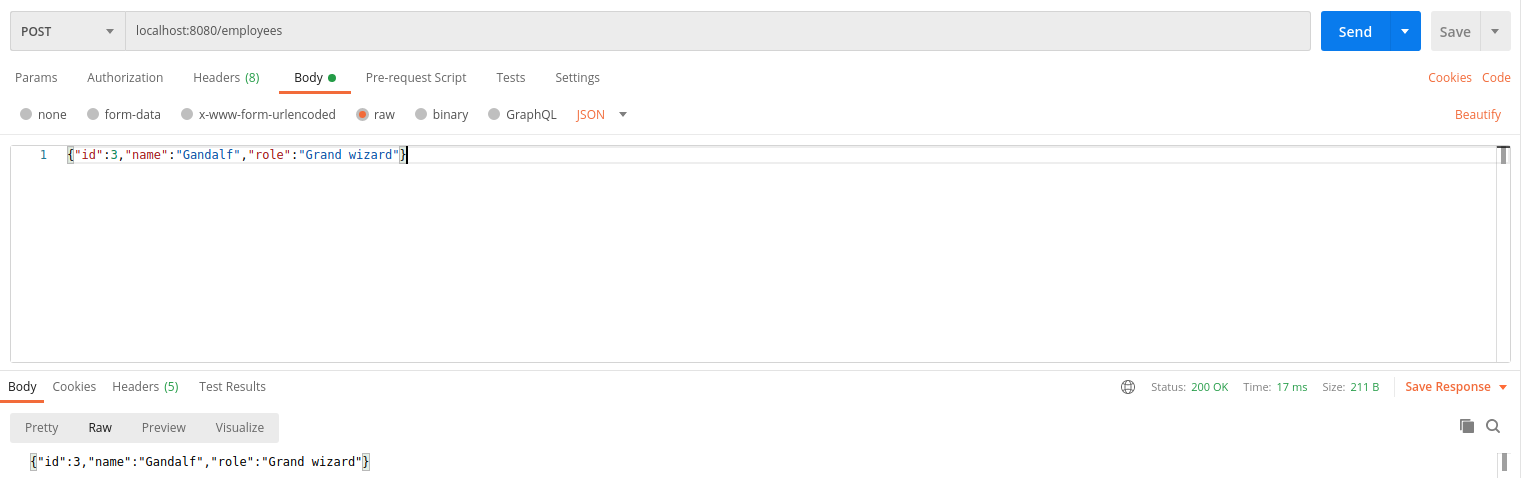 POST localhost:8080/employees Send Save
Params Authorization Headers (8) Body Pre-request Script Tests Settings Cookies Code
none form-data x-www-form-urlencoded raw binary GraphQL JSON Beautify
1 {"id":3,"name":"Gandalf","role":"Grand wizard"}
Body Cookies Headers (5) Test Results Status: 200 OK Time: 17 ms Size: 211 B Save Response
Pretty Raw Preview Visualize
{"id":3,"name":"Gandalf","role":"Grand wizard"}